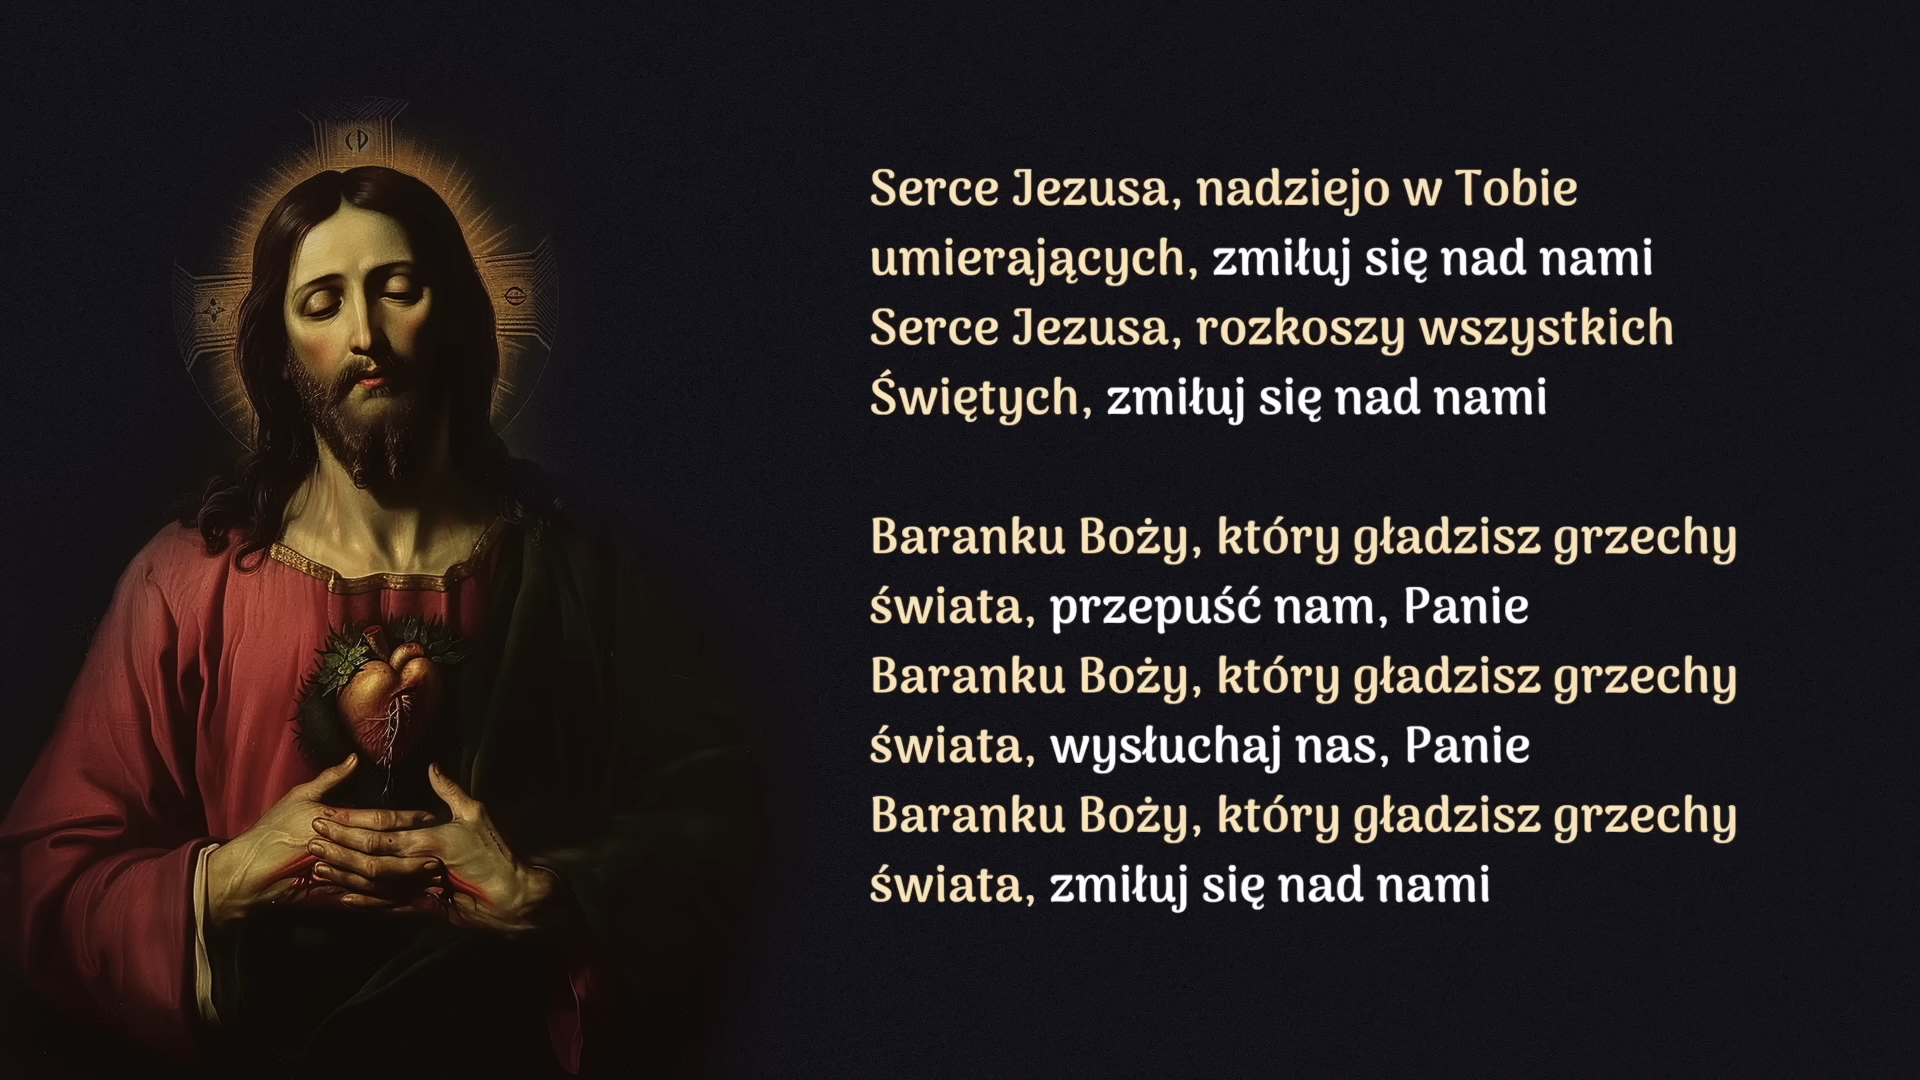 Serce Jezusa, nadziejo w Tobie
umierających, zmiłuj się nad nami
Serce Jezusa, rozkoszy wszystkich
Świętych, zmiłuj się nad nami
Baranku Boży, który gładzisz grzechy
świata, przepuść nam, Panie
Baranku Boży, który gładzisz grzechy
świata, wysłuchaj nas, Panie
Baranku Boży, który gładzisz grzechy
świata, zmiłuj się nad nami